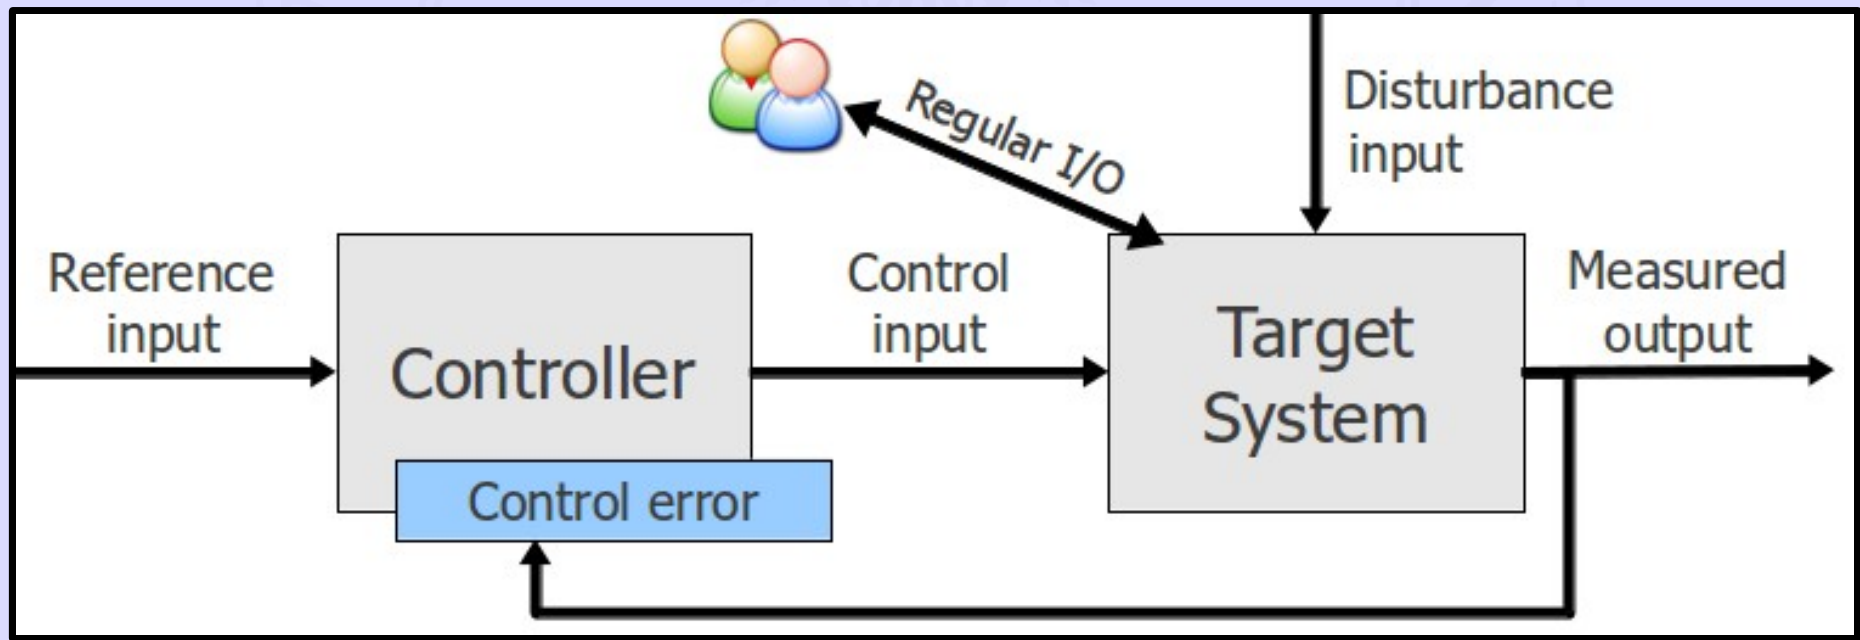 Regular I/O
Disturbance
input
Reference
input
Controller
Control
input
Target
System
Measured
output
Control error